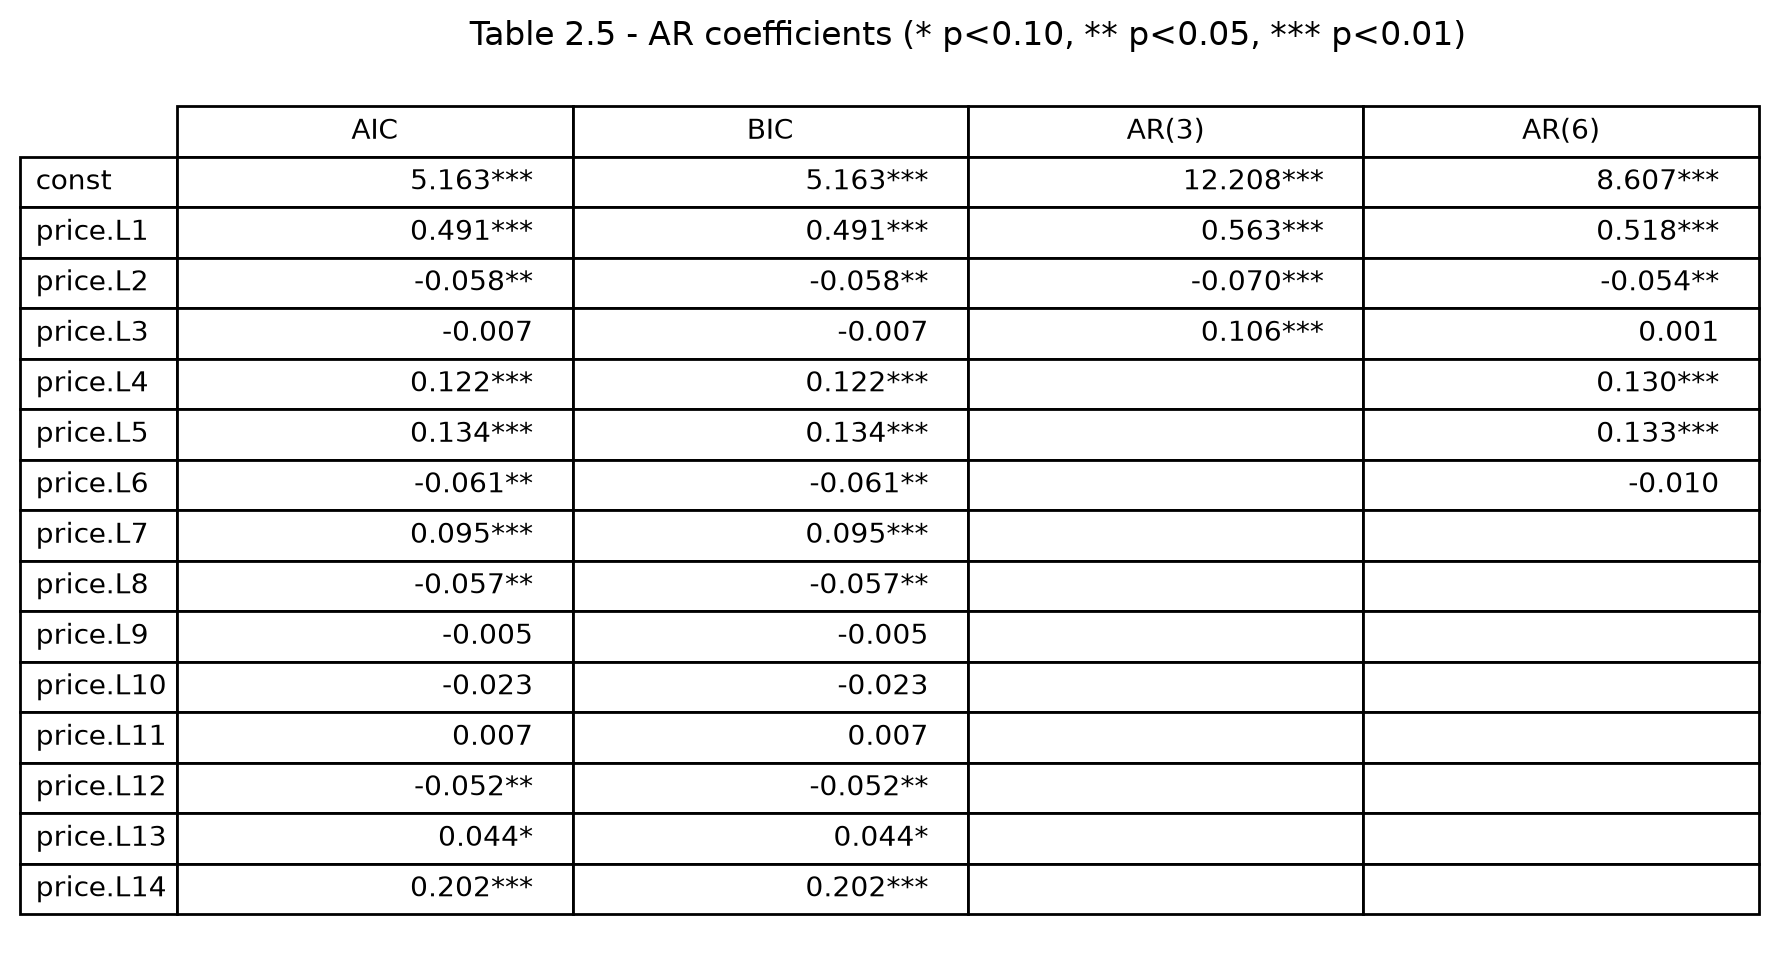 Table 2.5 - AR coefficients (* p<0.10, ** p<0.05, *** p<0.01)
AIC BIC AR(3) AR(6)
const 5.163*** 5.163*** 12.208*** 8.607***
price.L1 0.491*** 0.491*** 0.563*** 0.518***
price.L2 -0.058** -0.058** -0.070*** -0.054**
price.L3 -0.007 -0.007 0.106*** 0.001
price.L4 0.122*** 0.122*** 0.130***
price.L5 0.134*** 0.134*** 0.133***
price.L6 -0.061** -0.061** -0.010
price.L7 0.095*** 0.095***
price.L8 -0.057** -0.057**
price.L9 -0.005 -0.005
price.L10 -0.023 -0.023
price.L11 0.007 0.007
price.L12 -0.052** -0.052**
price.L13 0.044* 0.044*
price.L14 0.202*** 0.202***